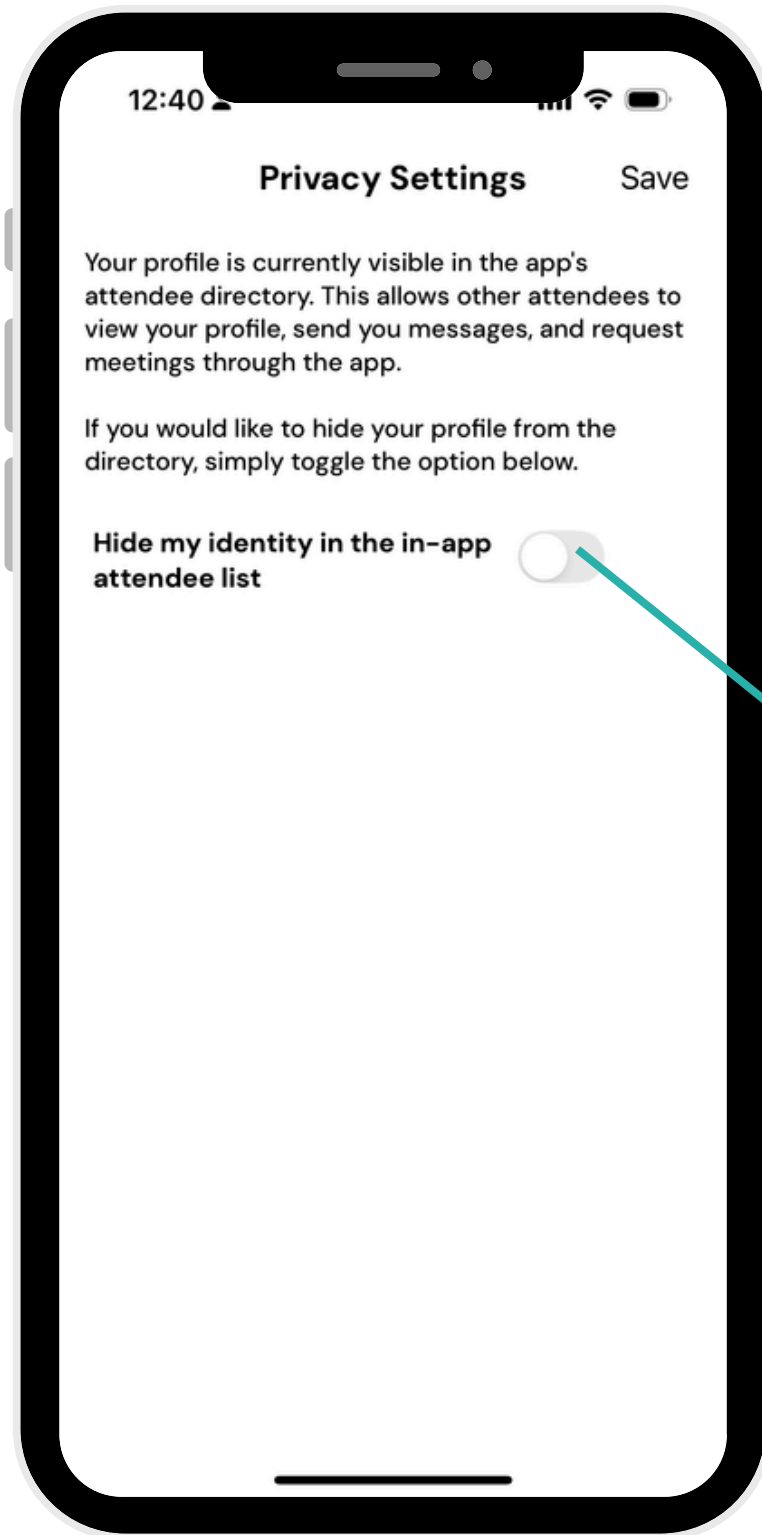 12:40
Privacy Settings Save
Your profile is currently visible in the app's
attendee directory. This allows other attendees to
view your profile, send you messages, and request
meetings through the app.
If you would like to hide your profile from the
directory, simply toggle the option below.
Hide my identity in the in-app
attendee list